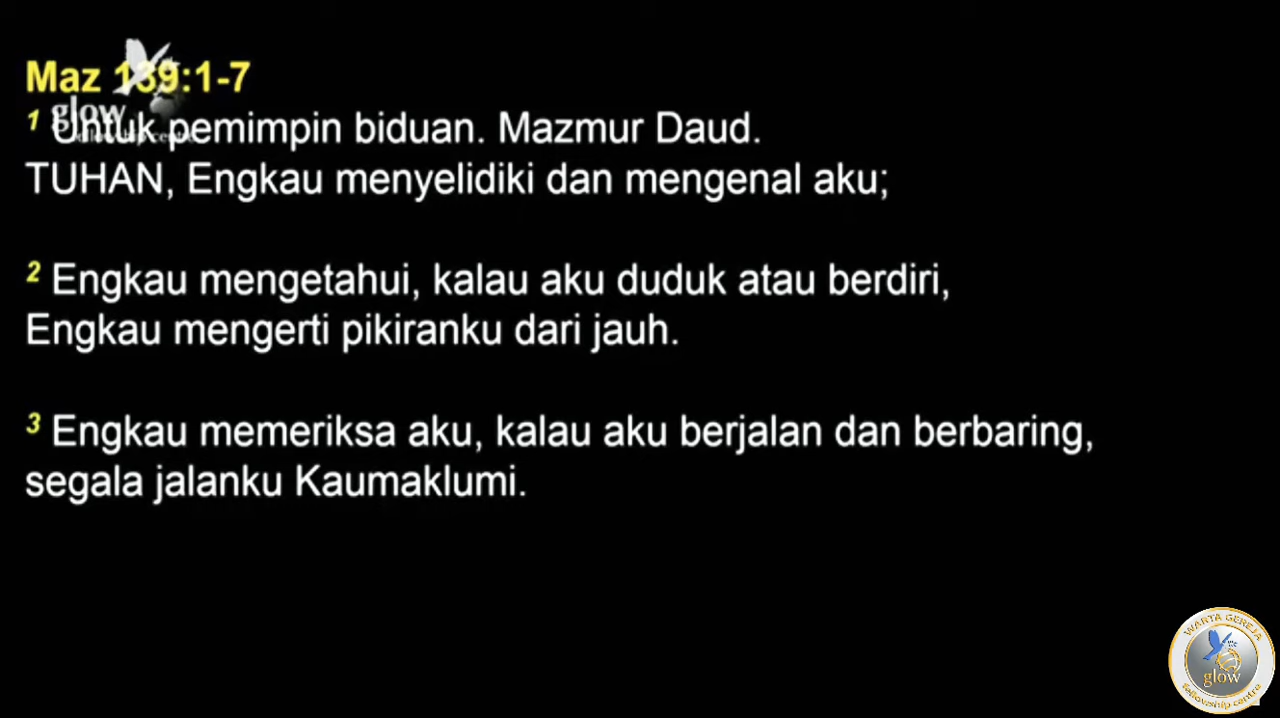 Maz 139:1-7
1 Untuk pemimpin biduan. Mazmur Daud.
TUHAN, Engkau menyelidiki dan mengenal aku;
2 Engkau mengetahui, kalau aku duduk atau berdiri,
Engkau mengerti pikiranku dari jauh.
3 Engkau memeriksa aku, kalau aku berjalan dan berbaring,
segala jalanku Kaumaklumi.
glow
fellowship centre
WARTA GEREJA
glow
fellowship centre